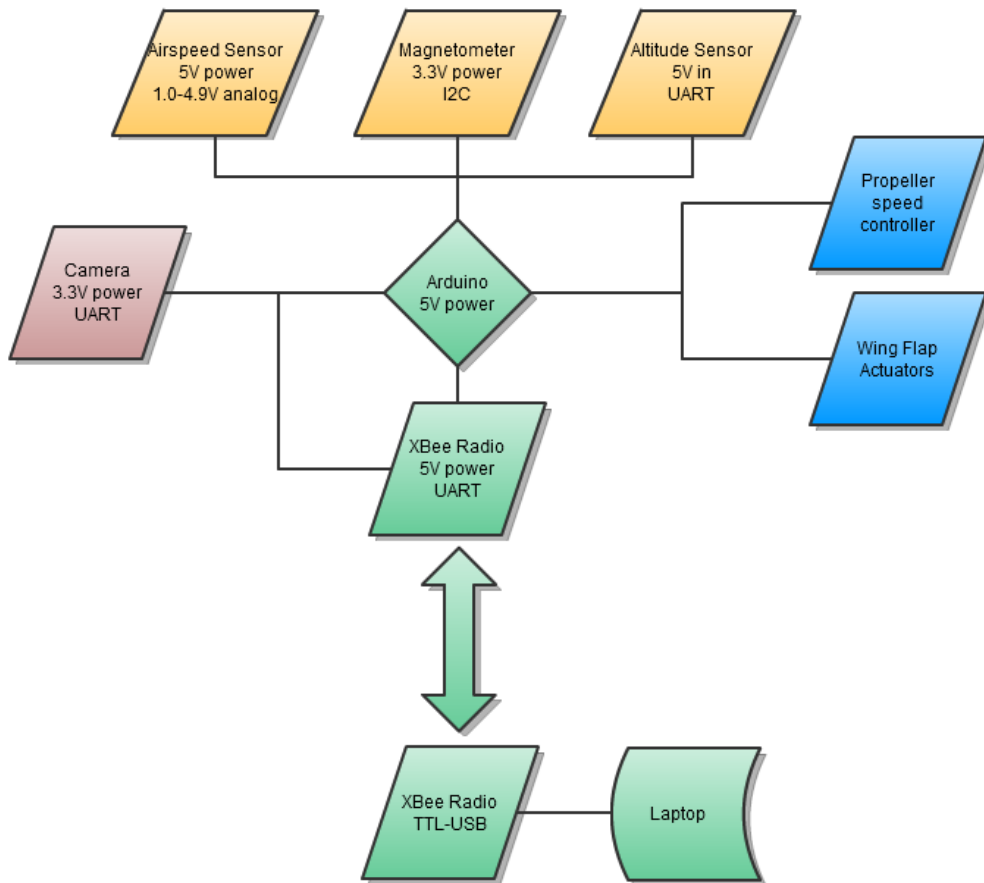 Airspeed Sensor
5V power
1.0-4.9V analog
Magnetometer
3.3V power
I2C
Altitude Sensor
5V in
UART
Propeller
speed
controller
Camera
3.3V power
UART
Arduino
5V power
Wing Flap
Actuators
XBee Radio
5V power
UART
XBee Radio
TTL-USB
Laptop